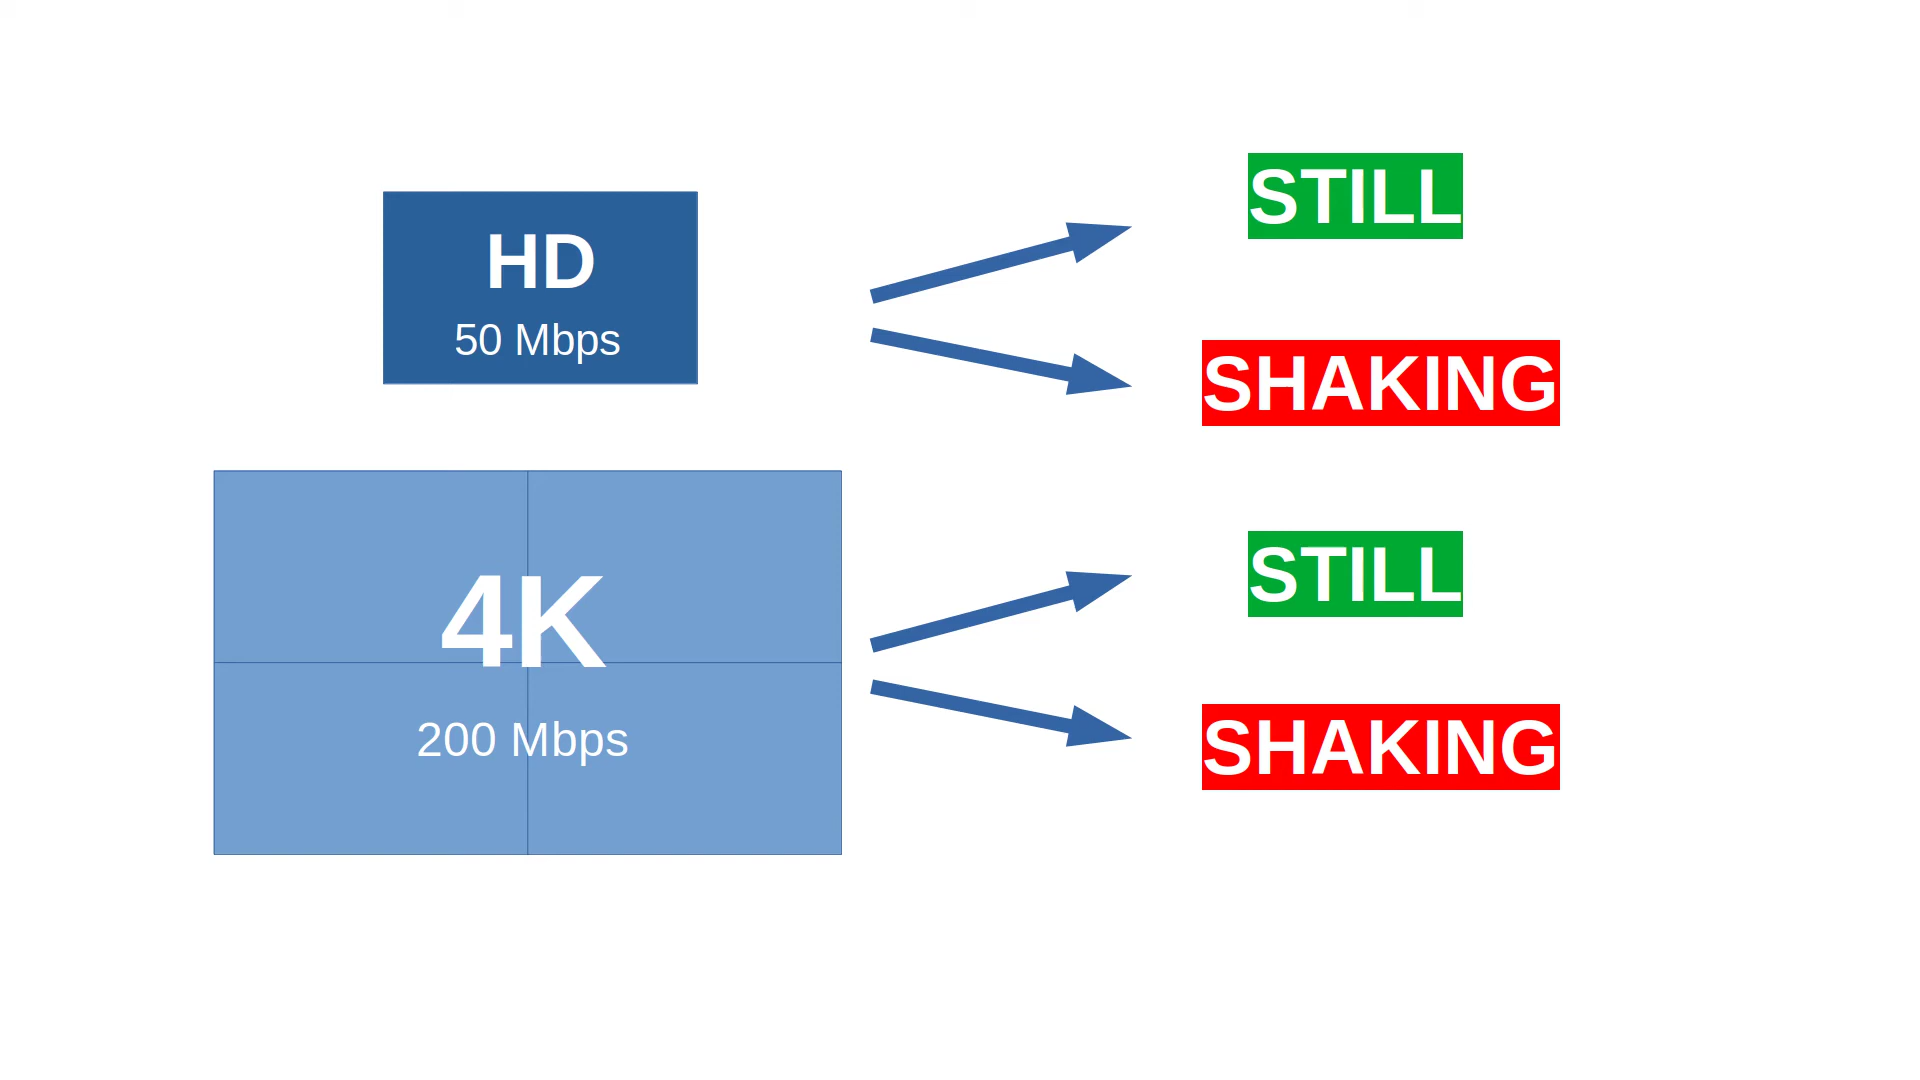 HD
50 Mbps
STILL
SHAKING
4K
200 Mbps
STILL
SHAKING